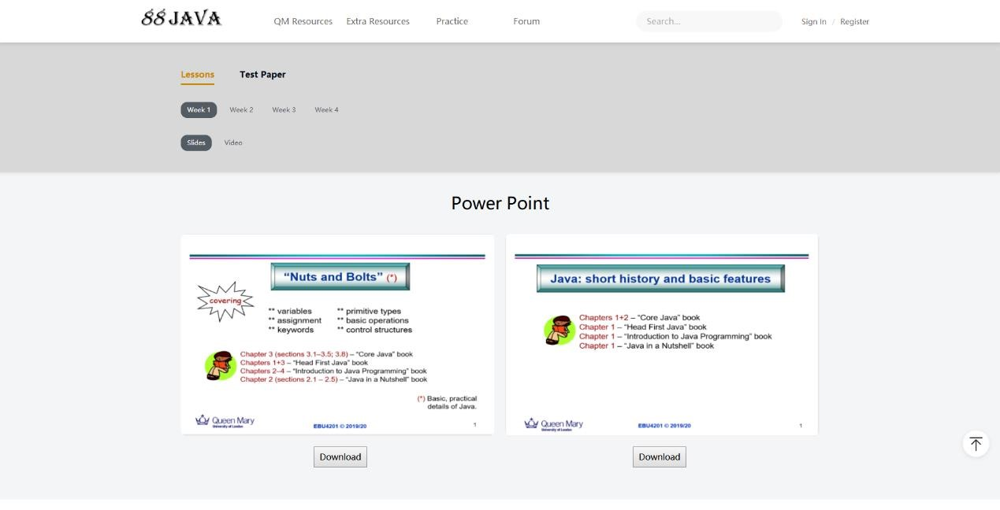 88 JAVA QM Resources Extra Resources Practice Forum Search... Sign In / Register
Lessons Test Paper
Week 1 Week 2 Week 3 Week 4
Slides Video
Power Point
“Nuts and Bolts” (*)
covering
** variables ** primitive types
** assignment ** basic operations
** keywords ** control structures
Chapter 3 (sections 3.1–3.5; 3.8) – “Core Java” book
Chapters 1+3 – “Head First Java” book
Chapters 2–4 – “Introduction to Java Programming” book
Chapter 2 (sections 2.1 – 2.5) – “Java in a Nutshell” book
(*) Basic, practical
details of Java.
Queen Mary
University of London
EBU4201 © 2019/20
1
Download
Java: short history and basic features
Chapters 1+2 – “Core Java” book
Chapter 1 – “Head First Java” book
Chapter 1 – “Introduction to Java Programming” book
Chapter 1 – “Java in a Nutshell” book
Queen Mary
University of London
EBU4201 © 2019/20
1
Download